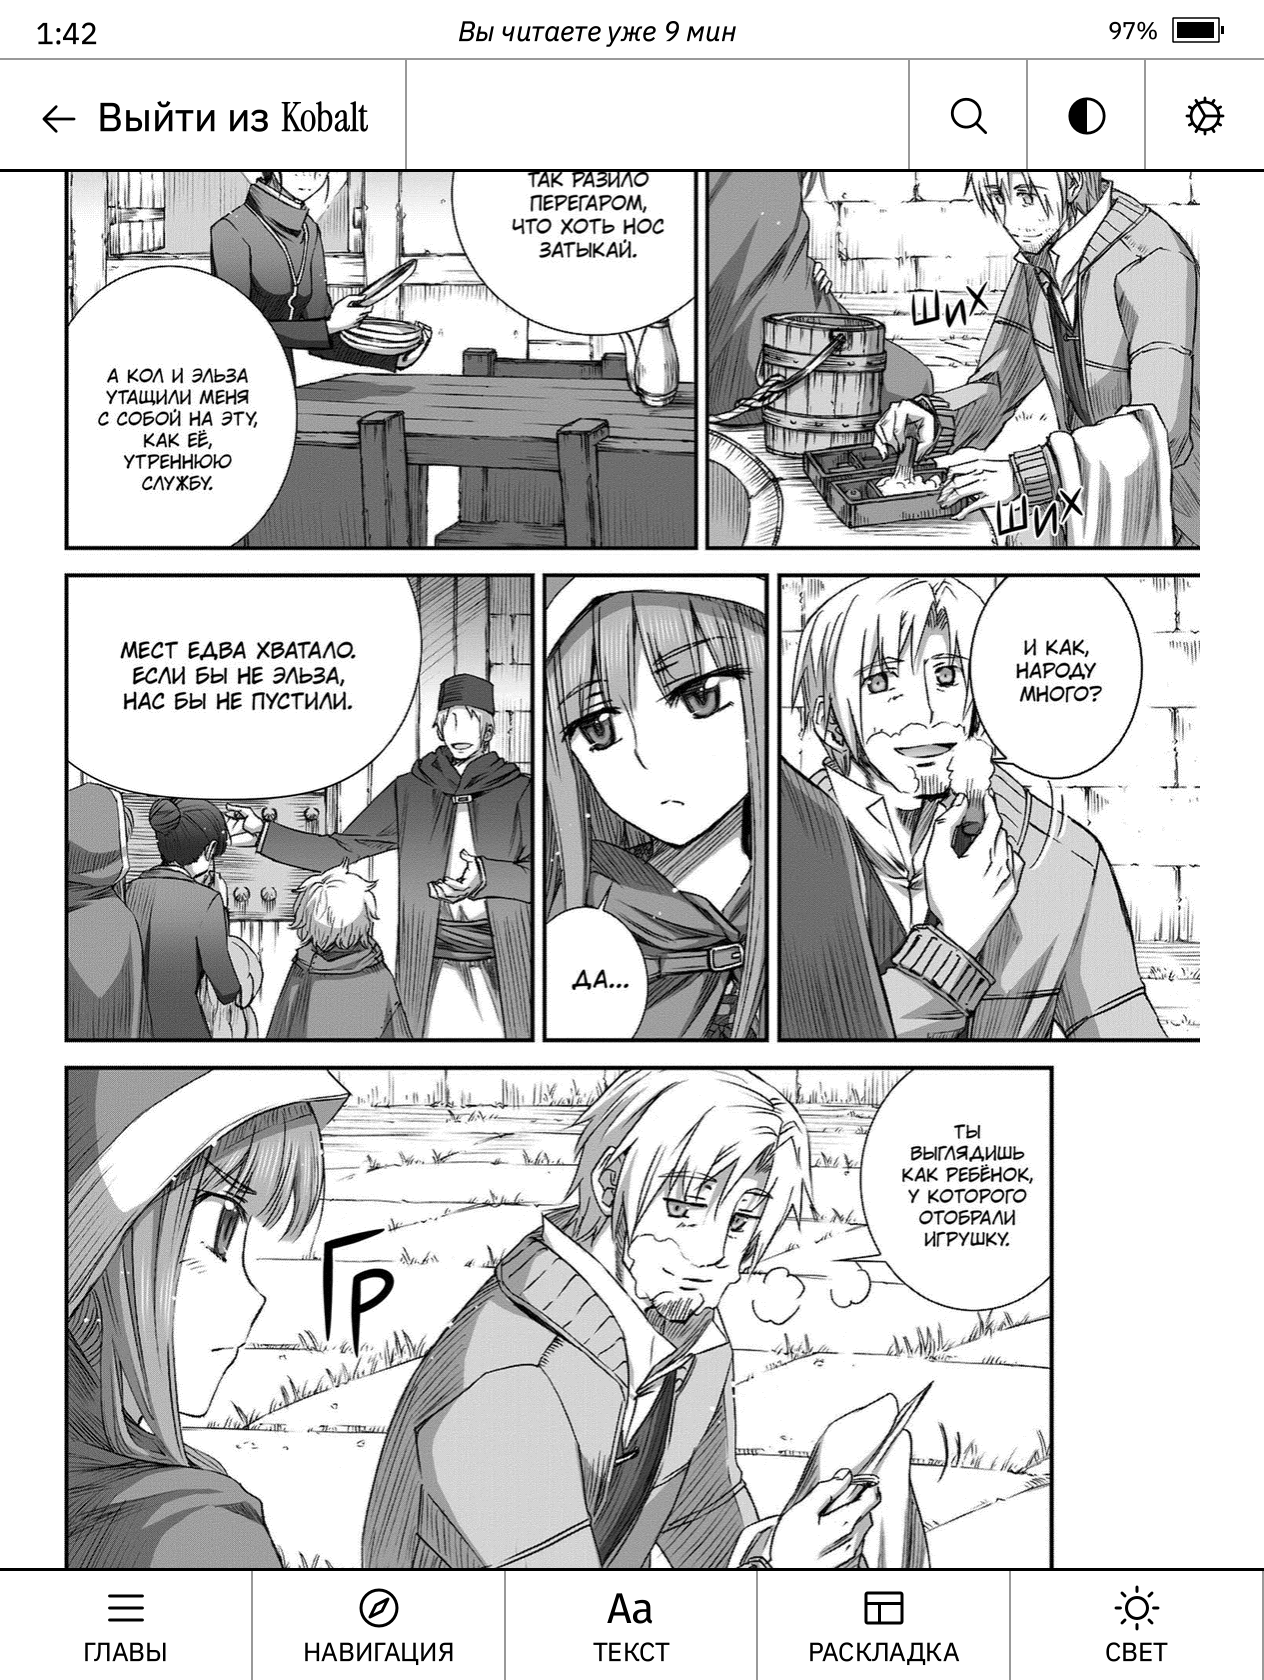 1:42
Вы читаете уже 9 мин
97%
Выйти из Kobalt
ТАК РАЗИЛО
ПЕРЕГАРОМ,
ЧТО ХОТЬ НОС
ЗАТЫКАЙ.
А КОЛ И ЭЛЬЗА
УТАЩИЛИ МЕНЯ
С СОБОЙ НА ЭТУ,
КАК ЕЁ,
УТРЕННЮЮ
СЛУЖБУ.
ШИХ
ШИХ
МЕСТ ЕДВА ХВАТАЛО.
ЕСЛИ БЫ НЕ ЭЛЬЗА,
НАС БЫ НЕ ПУСТИЛИ.
ДА...
И КАК,
НАРОДУ
МНОГО?
ТЫ
ВЫГЛЯДИШЬ
КАК РЕБЁНОК,
У КОТОРОГО
ОТОБРАЛИ
ИГРУШКУ.
ГР
ГЛАВЫ
НАВИГАЦИЯ
Aa
ТЕКСТ
РАСКЛАДКА
СВЕТ